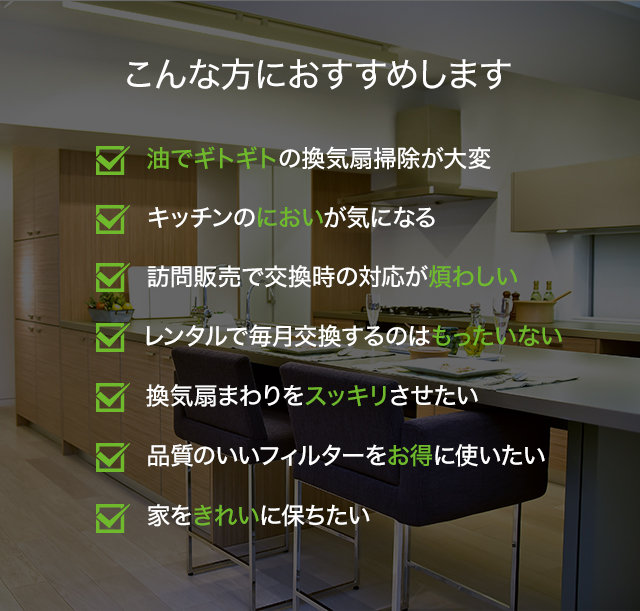 こんな方におすすめします
油でギトギトの換気扇掃除が大変
キッチンのにおいが気になる
訪問販売で交換時の対応が煩わしい
レンタルで毎月交換するのはもったいない
換気扇まわりをスッキリさせたい
品質のいいフィルターをお得に使いたい
家をきれいに保ちたい